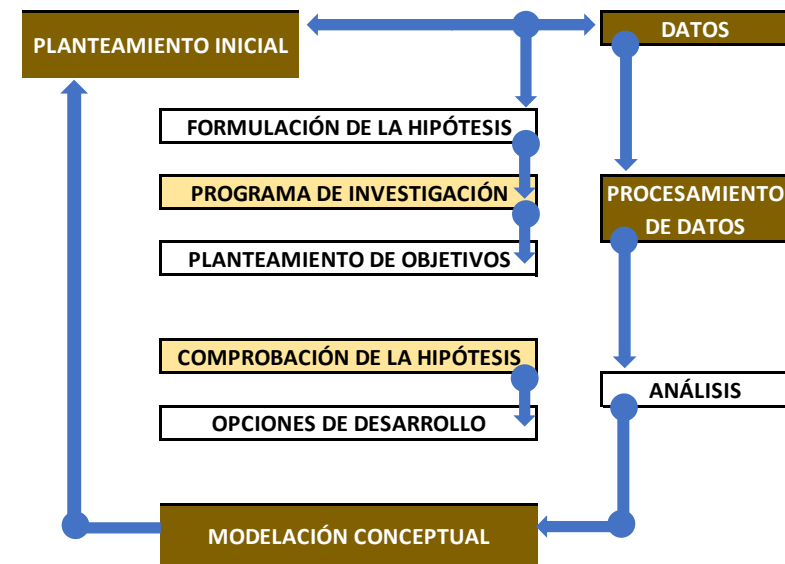 PLANTEAMIENTO INICIAL
DATOS
FORMULACIÓN DE LA HIPÓTESIS
PROGRAMA DE INVESTIGACIÓN
PROCESAMIENTO
DE DATOS
PLANTEAMIENTO DE OBJETIVOS
COMPROBACIÓN DE LA HIPÓTESIS
ANÁLISIS
OPCIONES DE DESARROLLO
MODELACIÓN CONCEPTUAL